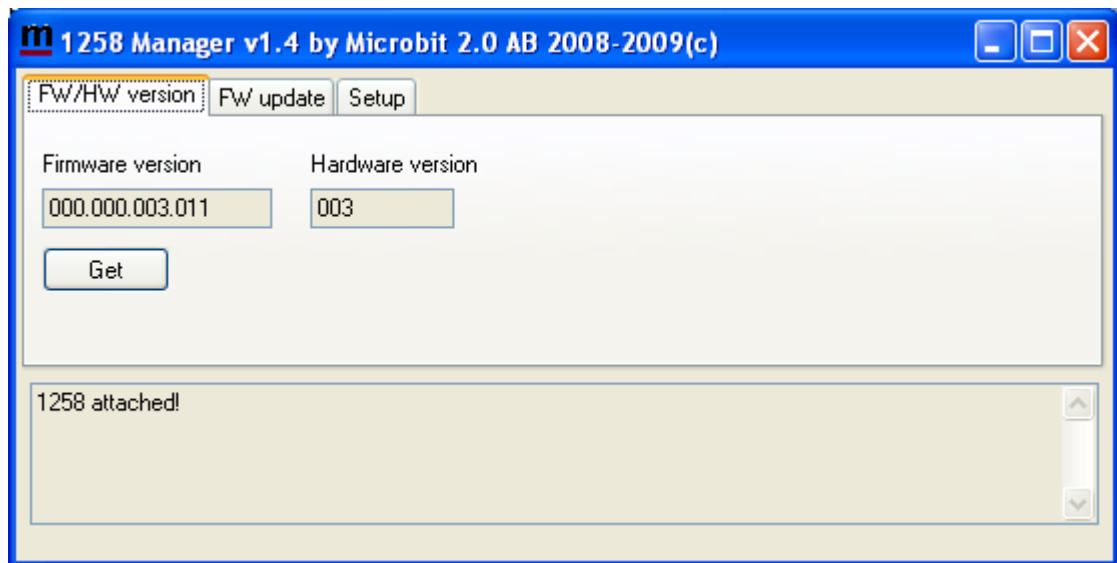 m 1258 Manager v1.4 by Microbit 2.0 AB 2008-2009(c)
FW/HW version FW update Setup
Firmware version Hardware version
000.000.003.011 003
Get
1258 attached!